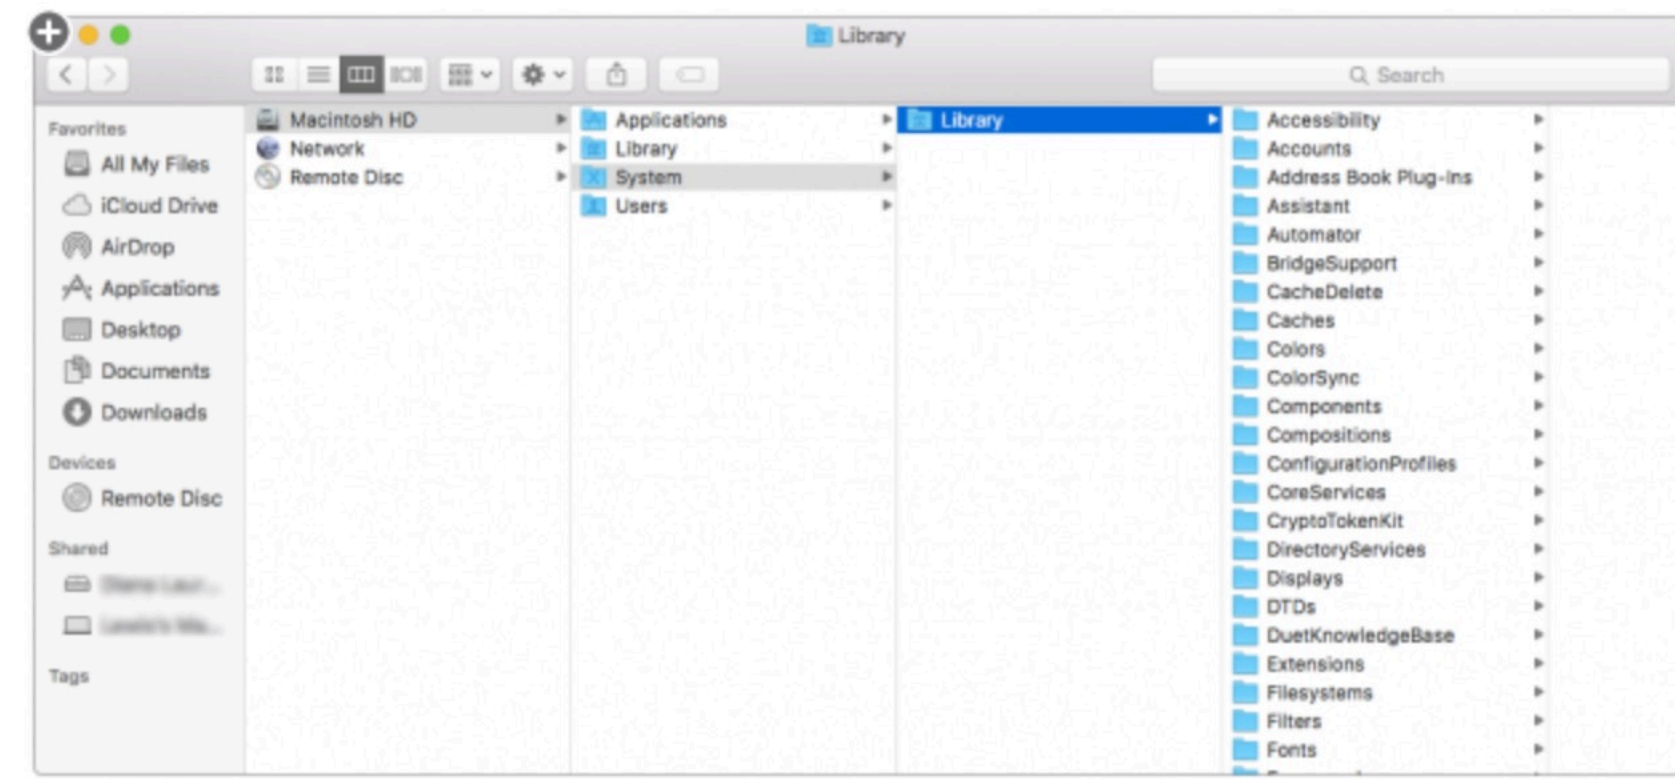 Library
Search
Favorites
All My Files
iCloud Drive
AirDrop
Applications
Desktop
Documents
Downloads
Devices
Remote Disc
Shared
Tags
Macintosh HD
Network
Remote Disc
Applications
Library
System
Users
Library
Accessibility
Accounts
Address Book Plug-Ins
Assistant
Automator
BridgeSupport
CacheDelete
Caches
Colors
ColorSync
Components
Compositions
ConfigurationProfiles
CoreServices
CryptoTokenKit
DirectoryServices
Displays
DTDs
DuetKnowledgeBase
Extensions
Filesystems
Filters
Fonts